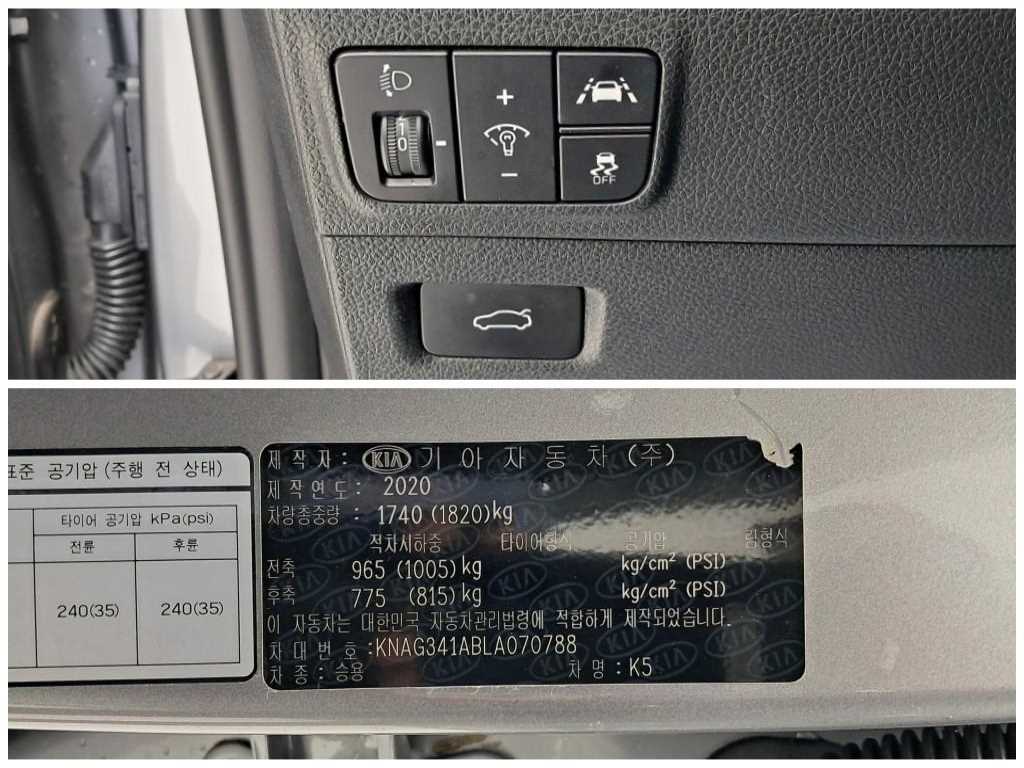 +
1
0
-
−
OFF
표준 공기압 (주행 전 상태)
타이어 공기압 kPa(psi)
전륜 후륜
240(35) 240(35)
제작자 : KIA 기아자동차(주)
제작연도 : 2020
차량총중량 : 1740 (1820)kg
적차시하중 타이어형식 공기압 림형식
전축 965 (1005)kg kg/cm² (PSI)
후축 775 (815)kg kg/cm² (PSI)
이 자동차는 대한민국 자동차관리법령에 적합하게 제작되었습니다.
차대번호 :KNAG341ABLA070788
차종 : 승용 차명 : K5